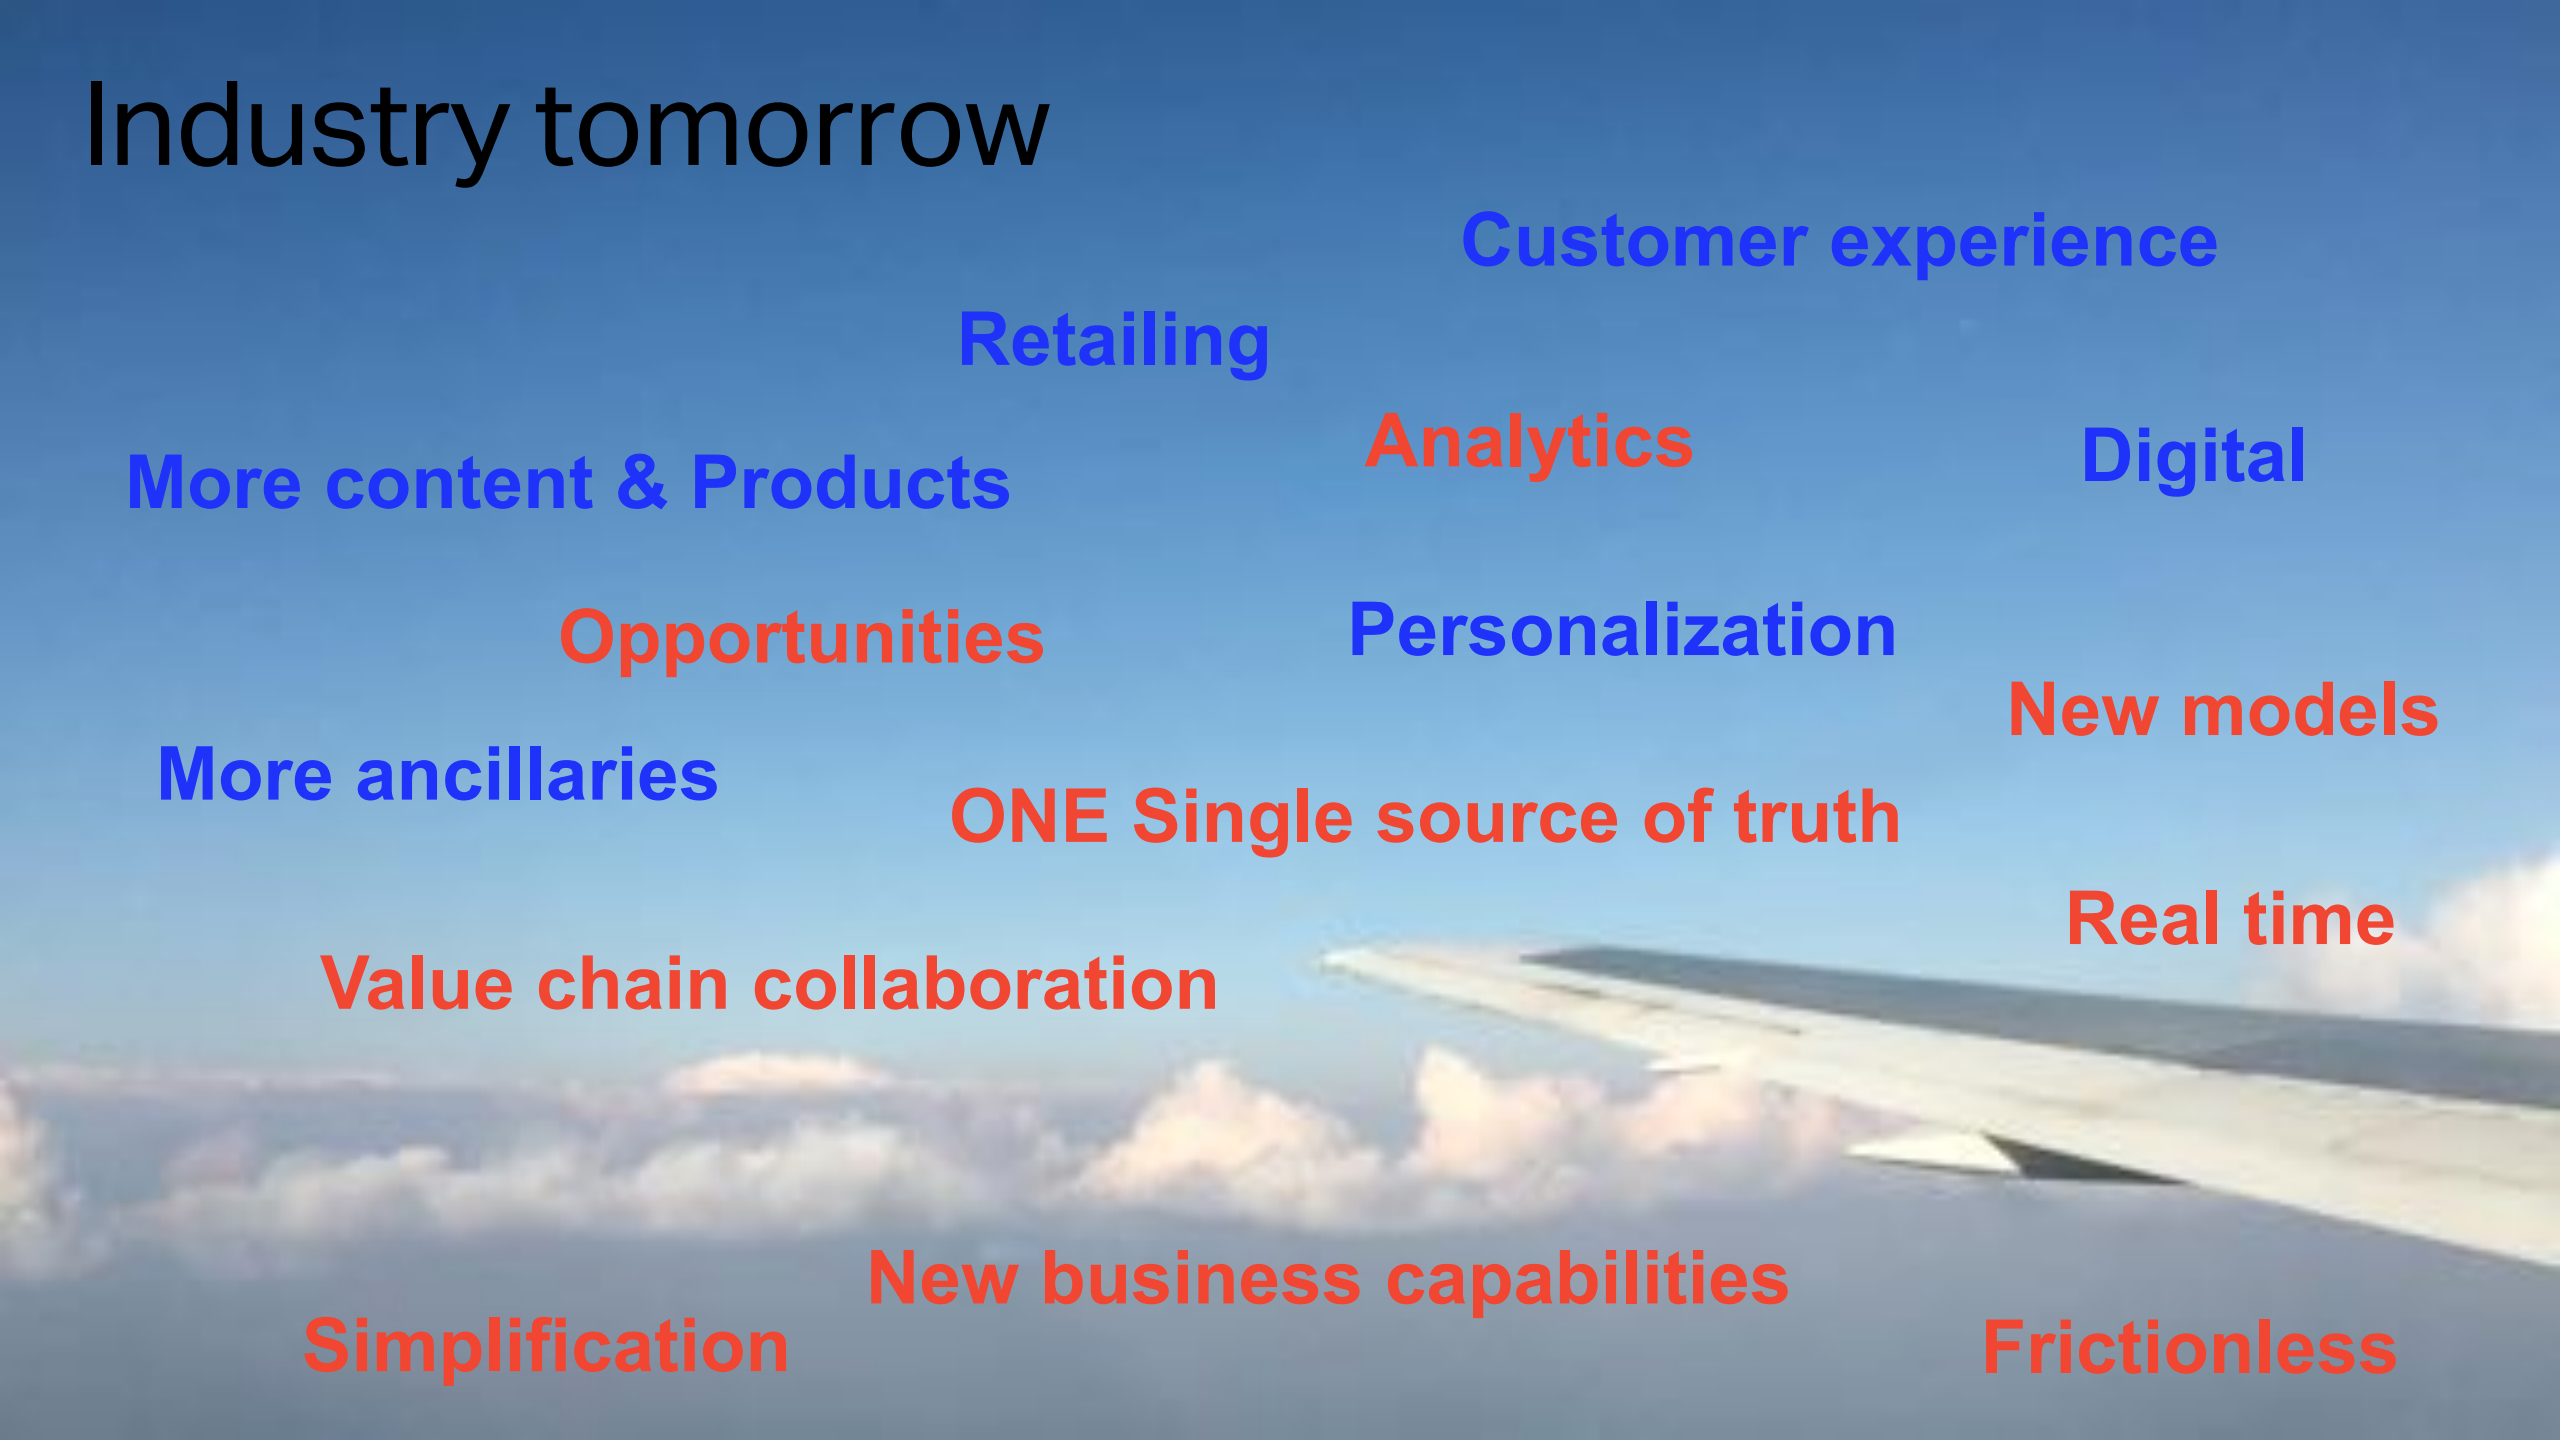 Industry tomorrow
Customer experience
Retailing
Analytics
Digital
More content & Products
Personalization
Opportunities
New models
More ancillaries
ONE Single source of truth
Real time
Value chain collaboration
New business capabilities
Simplification
Frictionless